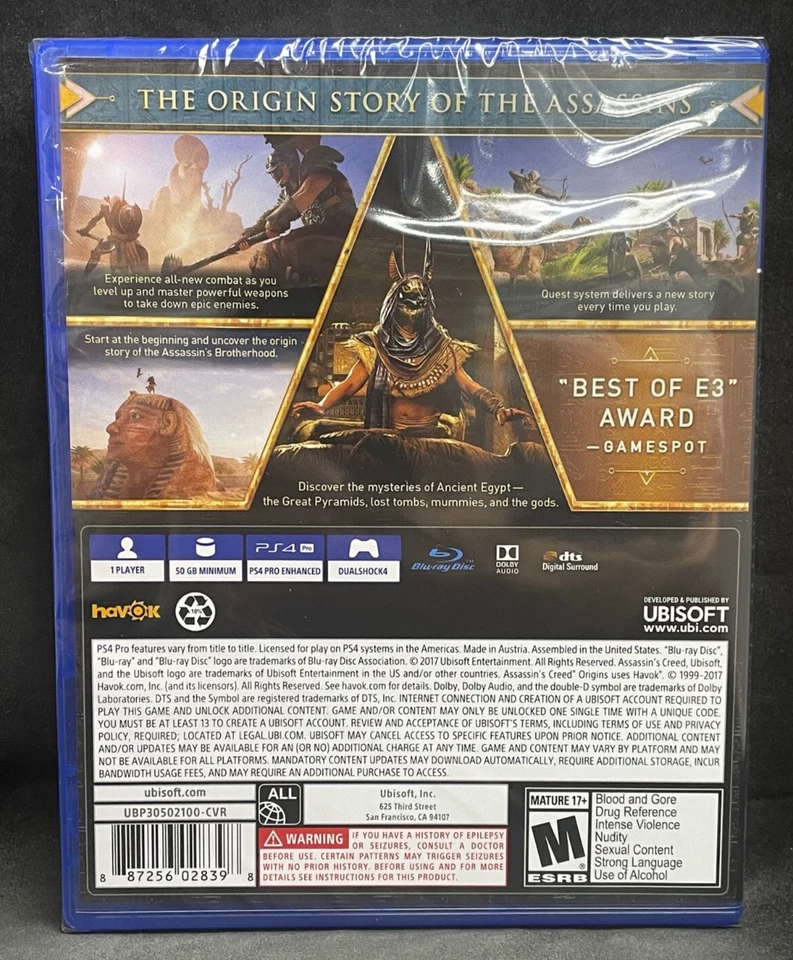 THE ORIGIN STORY OF THE ASSASSINS
Experience all-new combat as you
level up and master powerful weapons
to take down epic enemies.
Quest system delivers a new story
every time you play.
Start at the beginning and uncover the origin
story of the Assassin's Brotherhood.
"BEST OF E3"
AWARD
—GAMESPOT
Discover the mysteries of Ancient Egypt—
the Great Pyramids, lost tombs, mummies, and the gods.
PS4 Pro
1 PLAYER
50 GB MINIMUM
PS4 PRO ENHANCED
DUALSHOCK4
Blu-ray Disc
DOLBY
AUDIO
dts
Digital Surround
havok
DEVELOPED & PUBLISHED BY
UBISOFT
www.ubi.com
PS4 Pro features vary from title to title. Licensed for play on PS4 systems in the Americas. Made in Austria. Assembled in the United States. "Blu-ray Disc",
"Blu-ray" and "Blu-ray Disc" logo are trademarks of Blu-ray Disc Association. © 2017 Ubisoft Entertainment. All Rights Reserved. Assassin's Creed, Ubisoft,
and the Ubisoft logo are trademarks of Ubisoft Entertainment in the US and/or other countries. Assassin's Creed® Origins uses Havok®. © 1999-2017
Havok.com, Inc. (and its licensors). All Rights Reserved. See havok.com for details. Dolby, Dolby Audio, and the double-D symbol are trademarks of Dolby
Laboratories. DTS and the Symbol are registered trademarks of DTS, Inc. INTERNET CONNECTION AND CREATION OF A UBISOFT ACCOUNT REQUIRED TO
PLAY THIS GAME AND UNLOCK ADDITIONAL CONTENT. GAME AND/OR CONTENT MAY ONLY BE UNLOCKED ONE SINGLE TIME WITH A UNIQUE CODE.
YOU MUST BE AT LEAST 13 TO CREATE A UBISOFT ACCOUNT. REVIEW AND ACCEPTANCE OF UBISOFT'S TERMS, INCLUDING TERMS OF USE AND PRIVACY
POLICY, REQUIRED; LOCATED AT LEGAL.UBI.COM. UBISOFT MAY CANCEL ACCESS TO SPECIFIC FEATURES UPON PRIOR NOTICE. ADDITIONAL CONTENT
AND/OR UPDATES MAY BE AVAILABLE FOR AN (OR NO) ADDITIONAL CHARGE AT ANY TIME. GAME AND CONTENT MAY VARY BY PLATFORM AND MAY
NOT BE AVAILABLE FOR ALL PLATFORMS. MANDATORY CONTENT UPDATES MAY DOWNLOAD AUTOMATICALLY, REQUIRE ADDITIONAL STORAGE, INCUR
BANDWIDTH USAGE FEES, AND MAY REQUIRE AN ADDITIONAL PURCHASE TO ACCESS.
ubisoft.com
UBP30502100-CVR
8 87256 02839 8
ALL
Ubisoft, Inc.
625 Third Street
San Francisco, CA 94107
WARNING IF YOU HAVE A HISTORY OF EPILEPSY
OR SEIZURES, CONSULT A DOCTOR
BEFORE USE. CERTAIN PATTERNS MAY TRIGGER SEIZURES
WITH NO PRIOR HISTORY. BEFORE USING AND FOR MORE
DETAILS SEE INSTRUCTIONS FOR THIS PRODUCT.
MATURE 17+
M
ESRB
Blood and Gore
Drug Reference
Intense Violence
Nudity
Sexual Content
Strong Language
Use of Alcohol